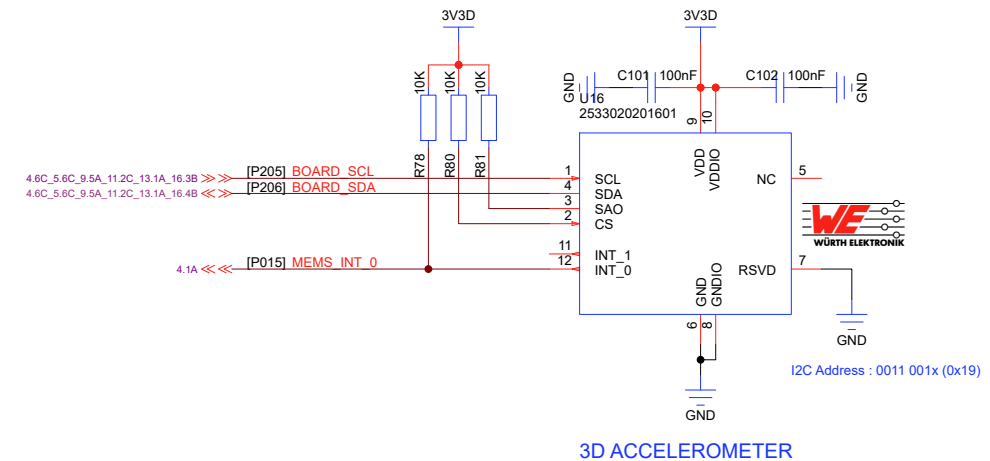 3V3D
3V3D
10K
10K
10K
GND
C101
100nF
C102
100nF
GND
U16
2533020201601
9
10
R78
R80
R81
VDD
VDDIO
4.6C_5.6C_9.5A_11.2C_13.1A_16.3B
[P205]
BOARD_SCL
1
SCL
NC
5
4.6C_5.6C_9.5A_11.2C_13.1A_16.4B
[P206]
BOARD_SDA
4
SDA
3
SAO
2
CS
WE
WÜRTH ELEKTRONIK
11
INT_1
4.1A
[P015]
MEMS_INT_0
12
INT_0
RSVD
7
GND
GNDIO
6
8
GND
I2C Address : 0011 001x (0x19)
GND
3D ACCELEROMETER